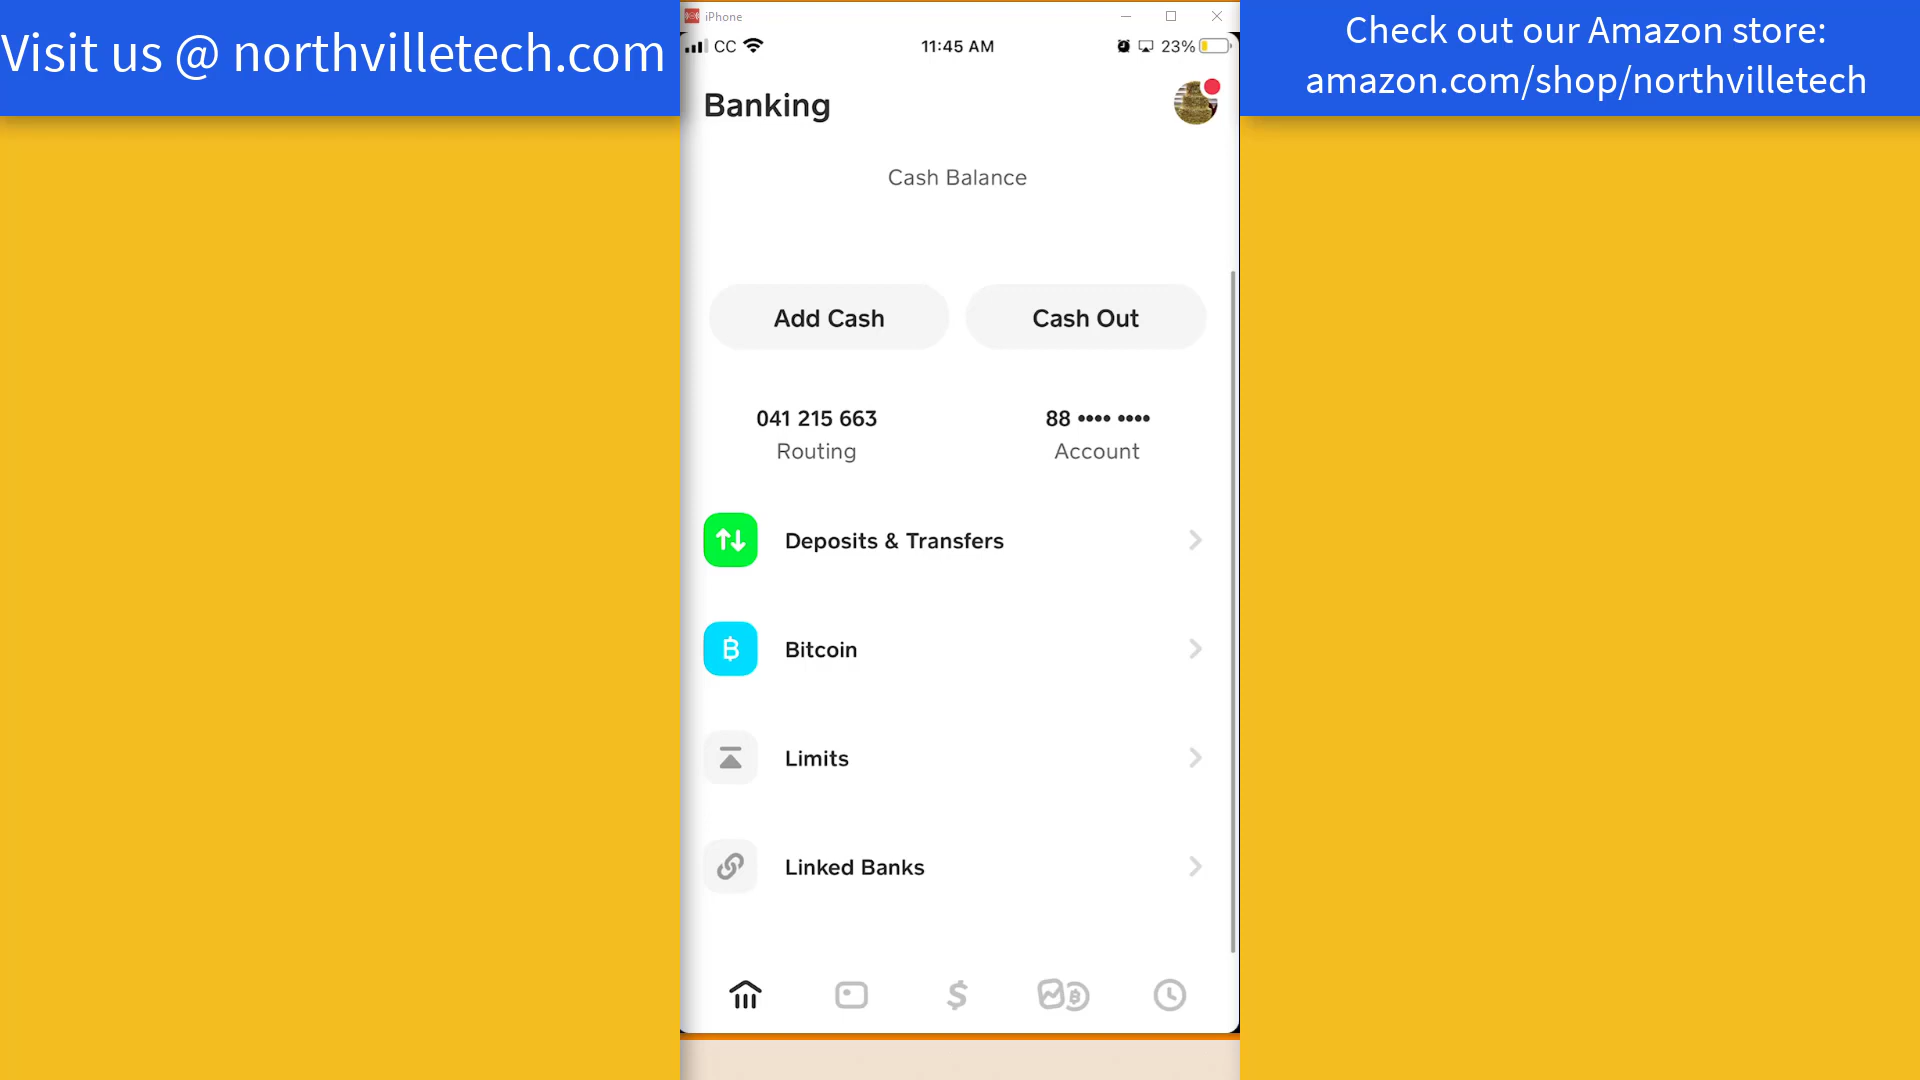 Visit us @ northvilletech.com
iPhone
Check out our Amazon store:
amazon.com/shop/northvilletech
CC
11:45 AM
23%
Banking
Cash Balance
Add Cash
Cash Out
041 215 663
88 •••• ••••
Routing
Account
Deposits & Transfers
Bitcoin
Limits
Linked Banks